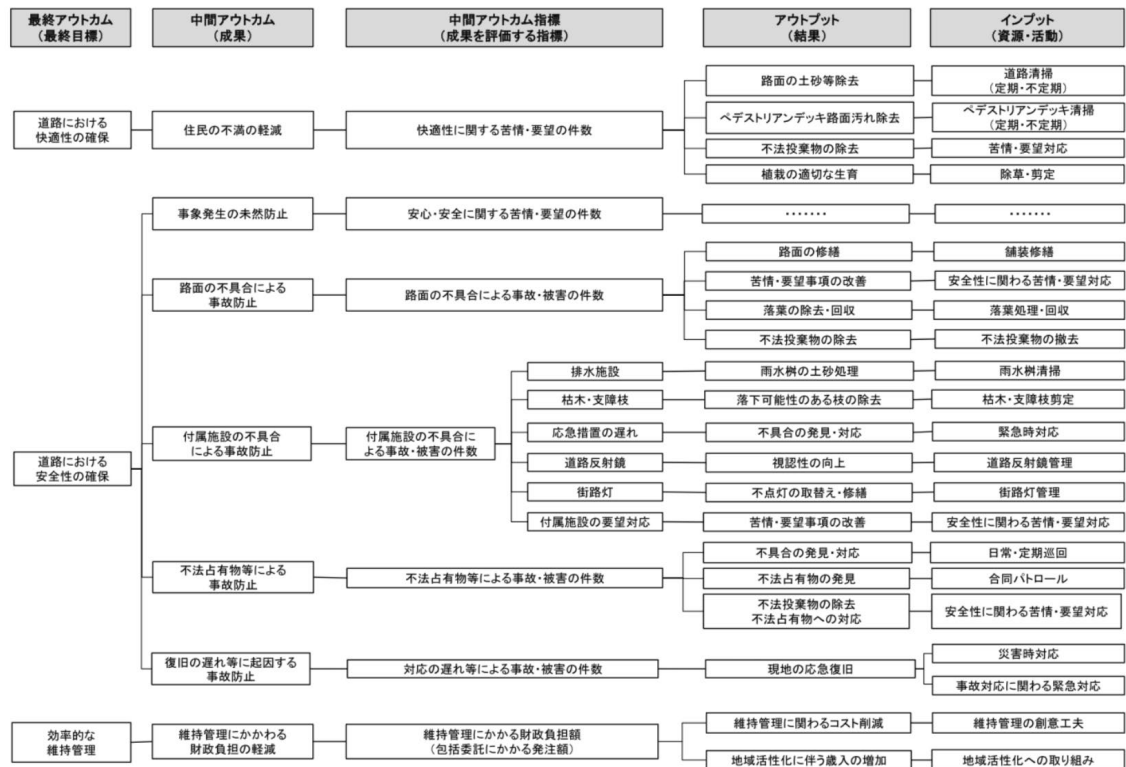 最終アウトカム
(最終目標)
中間アウトカム
(成果)
中間アウトカム指標
(成果を評価する指標)
アウトプット
(結果)
インプット
(資源・活動)
道路における
快適性の確保
住民の不満の軽減
快適性に関する苦情・要望の件数
路面の土砂等除去
道路清掃
(定期・不定期)
ペデストリアンデッキ路面汚れ除去
ペデストリアンデッキ清掃
(定期・不定期)
不法投棄物の除去
苦情・要望対応
植栽の適切な生育
除草・剪定
道路における
安全性の確保
事象発生の未然防止
安心・安全に関する苦情・要望の件数
・・・・・・・
・・・・・・・
路面の不具合による
事故防止
路面の不具合による事故・被害の件数
路面の修繕
舗装修繕
苦情・要望事項の改善
安全性に関わる苦情・要望対応
落葉の除去・回収
落葉処理・回収
不法投棄物の除去
不法投棄物の撤去
付属施設の不具合
による事故防止
付属施設の不具合に
よる事故・被害の件数
排水施設
雨水桝の土砂処理
雨水桝清掃
枯木・支障枝
落下可能性のある枝の除去
枯木・支障枝剪定
応急措置の遅れ
不具合の発見・対応
緊急時対応
道路反射鏡
視認性の向上
道路反射鏡管理
街路灯
不点灯の取替え・修繕
街路灯管理
付属施設の要望対応
苦情・要望事項の改善
安全性に関わる苦情・要望対応
不法占有物等による
事故防止
不法占有物等による事故・被害の件数
不具合の発見・対応
日常・定期巡回
不法占有物の発見
合同パトロール
不法投棄物の除去
不法占有物への対応
安全性に関わる苦情・要望対応
復旧の遅れ等に起因する
事故防止
対応の遅れ等による事故・被害の件数
現地の応急復旧
災害時対応
事故対応に関わる緊急対応
効率的な
維持管理
維持管理にかかわる
財政負担の軽減
維持管理にかかる財政負担額
(包括委託にかかる発注額)
維持管理に関わるコスト削減
維持管理の創意工夫
地域活性化に伴う歳入の増加
地域活性化への取り組み